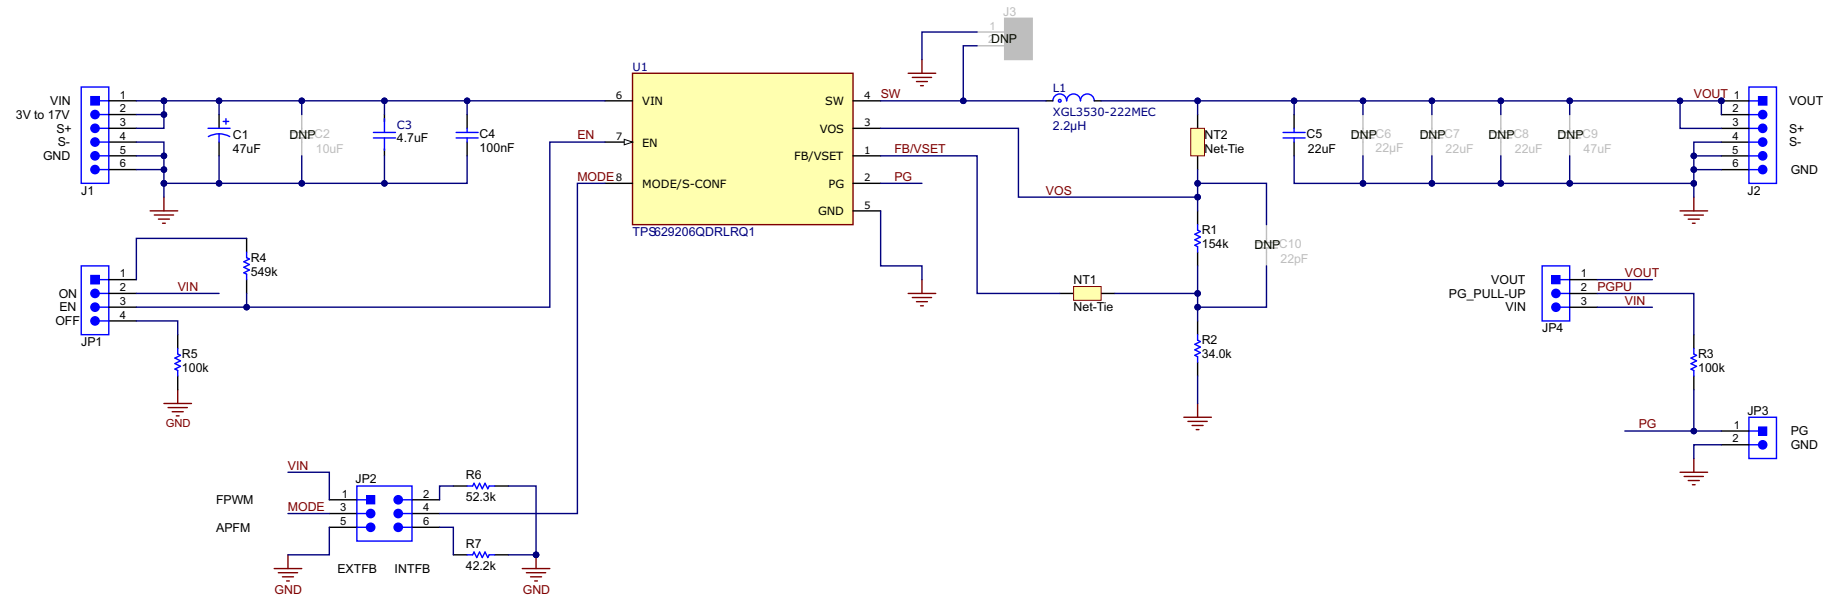 J3
1
DNP
U1
J1
VIN
3V to 17V
S+
S-
GND
1
2
3
4
5
6
C1
47uF
DNP C2
10uF
C3
4.7uF
C4
100nF
EN
MODE
6
7
8
VIN
EN
MODE/S-CONF
SW
VOS
FB/VSET
PG
GND
4
3
1
2
5
TPS629206QDRLRQ1
SW
FB/VSET
PG
L1
XGL3530-222MEC
2.2µH
VOS
NT2
Net-Tie
R1
154k
DNP C10
22pF
NT1
Net-Tie
R2
34.0k
C5
22uF
DNP C6
22µF
DNP C7
22uF
DNP C8
22uF
DNP C9
47uF
VOUT
1
2
3
4
5
6
VOUT
S+
S-
GND
J2
R4
549k
ON
EN
OFF
1
2
3
4
VIN
JP1
R5
100k
GND
VOUT
PG_PULL-UP
VIN
1
2
3
VOUT
PGPU
VIN
JP4
R3
100k
JP3
PG
1
2
PG
GND
VIN
JP2
R6
52.3k
FPWM
MODE
APFM
1
3
5
2
4
6
R7
42.2k
EXTFB
INTFB
GND
GND